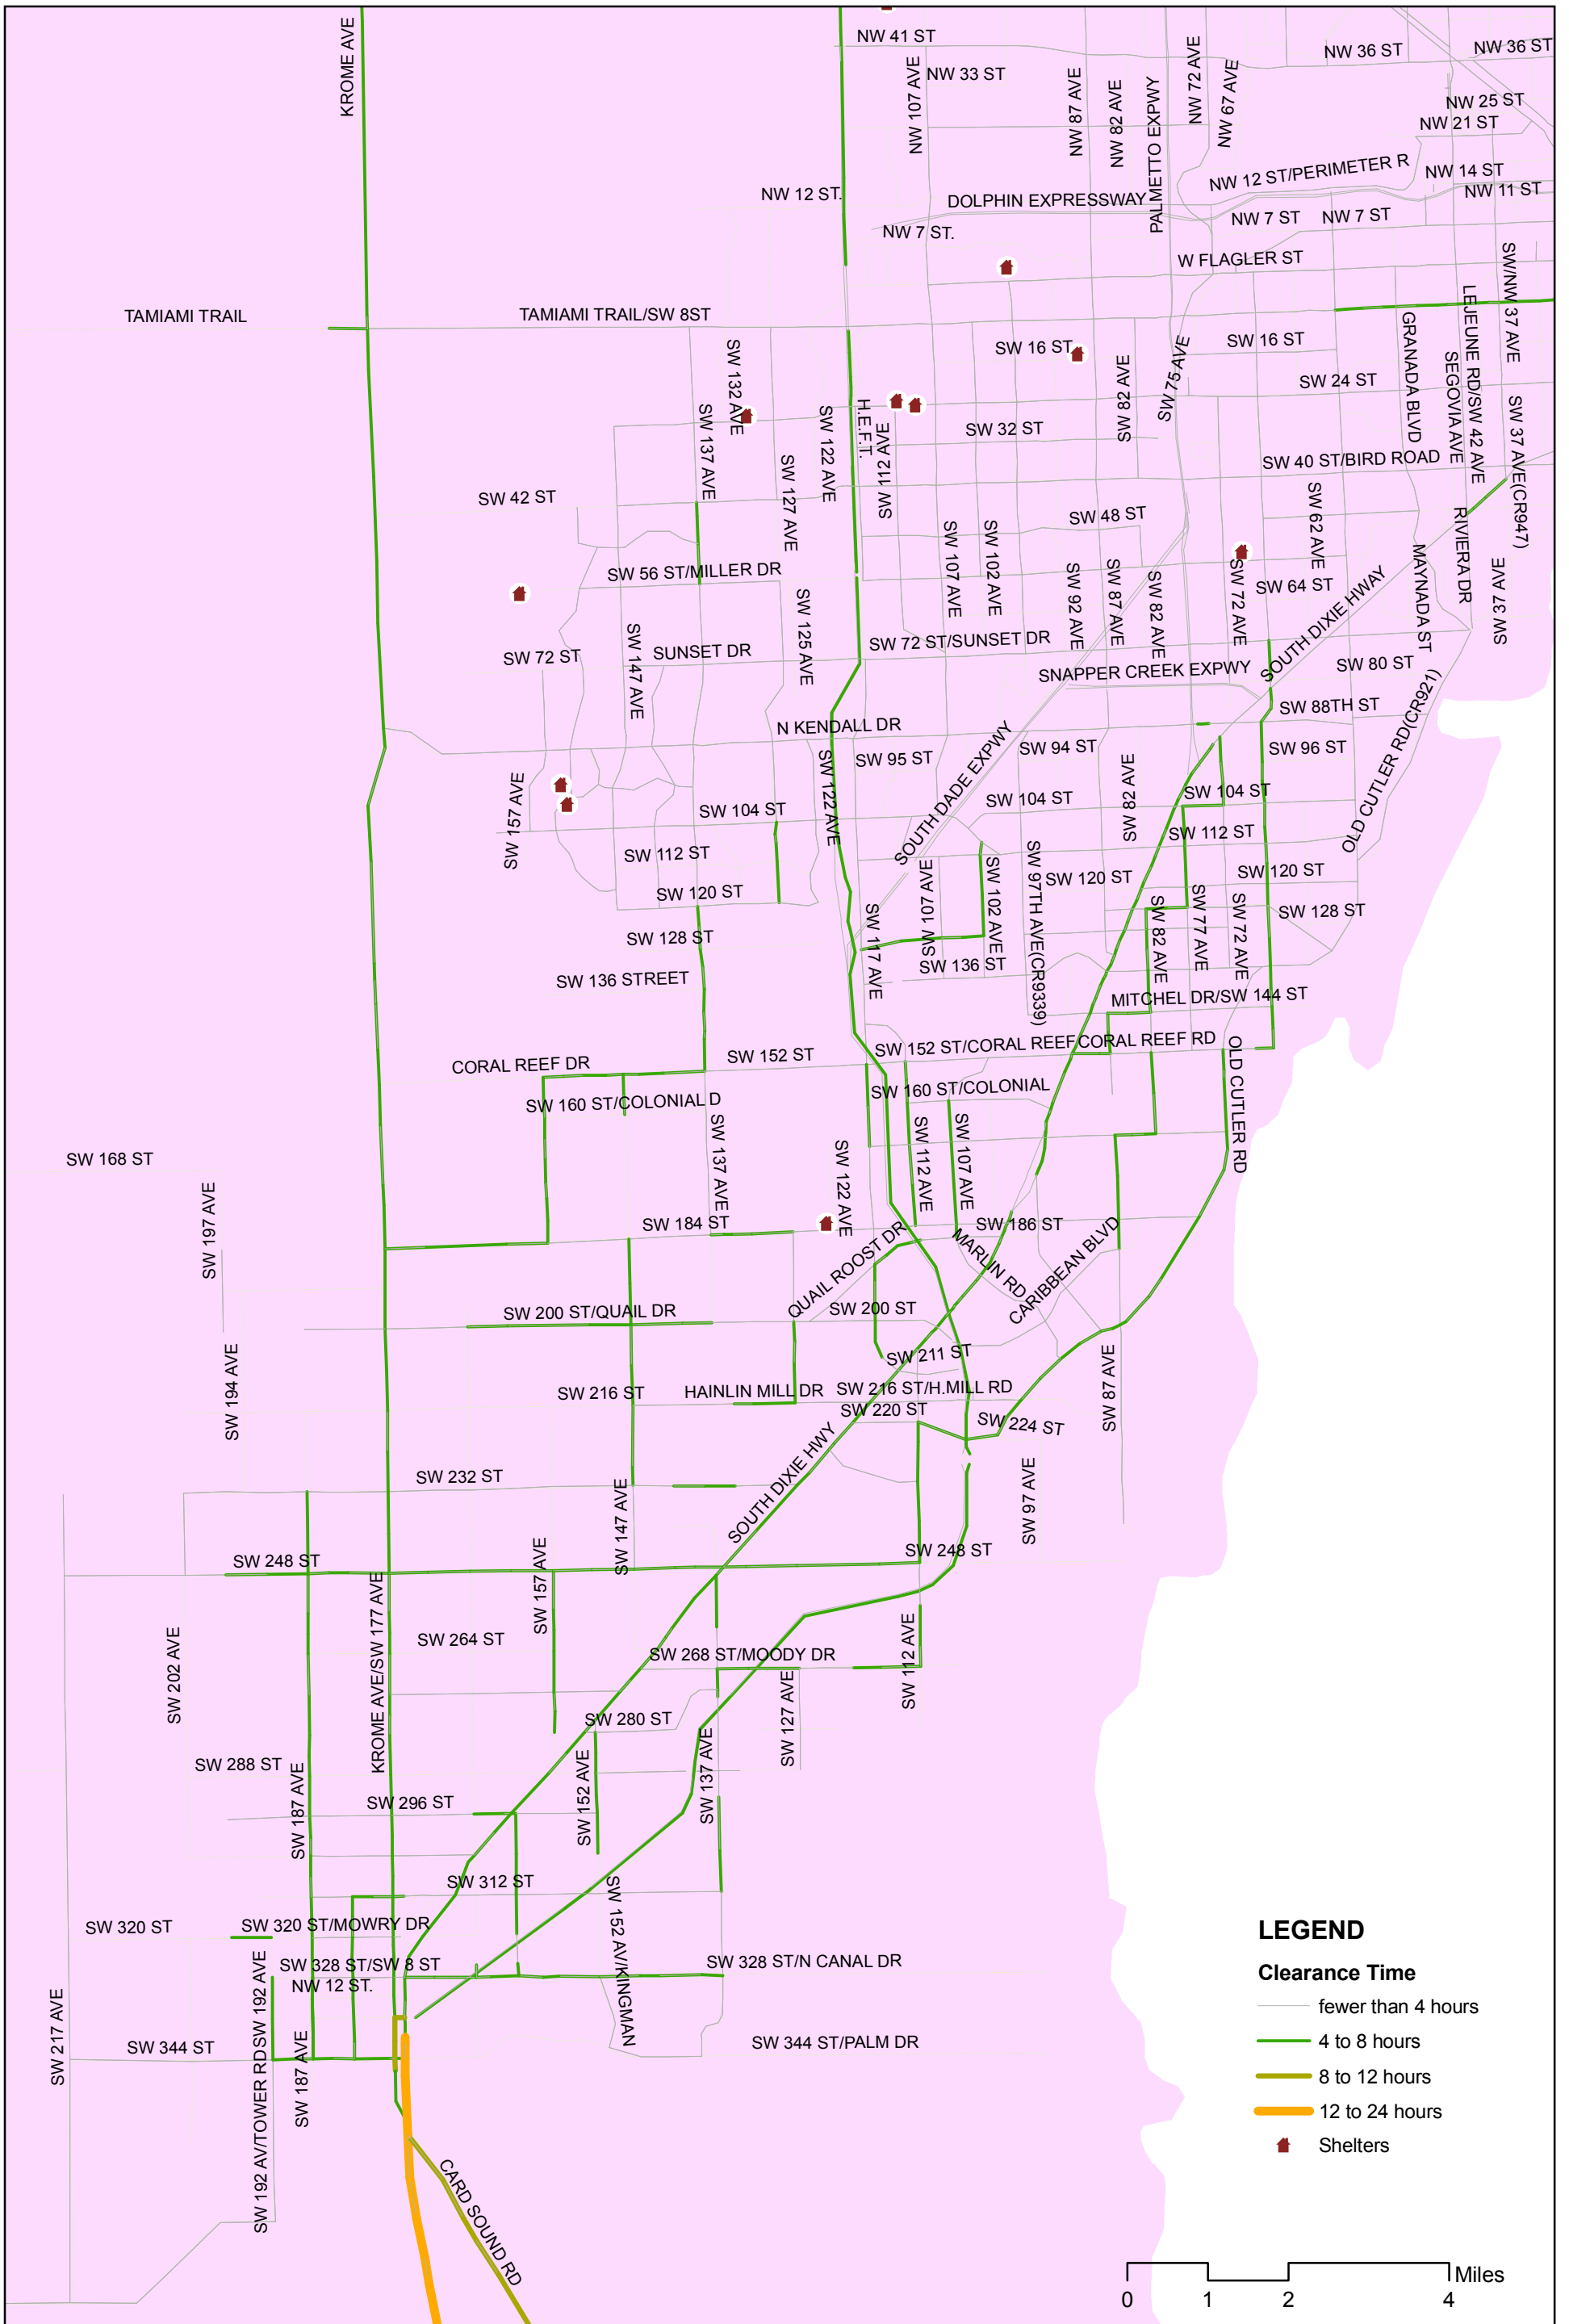 KROME AVE
NW 41 ST
NW 36 ST
NW 36 ST
NW 33 ST
NW 107 AVE
NW 87 AVE
NW 82 AVE
PALMETTO EXPWY
NW 72 AVE
NW 67 AVE
NW 25 ST
NW 21 ST
NW 12 ST/PERIMETER R
NW 14 ST
NW 11 ST
NW 12 ST.
DOLPHIN EXPRESSWAY
NW 7 ST.
NW 7 ST
NW 7 ST
W FLAGLER ST
SW/NW 37 AVE
TAMIAMI TRAIL
TAMIAMI TRAIL/SW 8ST
LEJEUNE RD/SW 42 AVE
GRANADA BLVD
SEGOVIA AVE
SW 132 AVE
SW 16 ST
SW 16 ST
SW 75 AVE
SW 82 AVE
SW 24 ST
SW 137 AVE
SW 122 AVE
H.E.F.T.
SW 112 AVE
SW 32 ST
SW 37 AVE(CR947)
SW 40 ST/BIRD ROAD
SW 127 AVE
SW 42 ST
SW 48 ST
SW 62 AVE
RIVIERA DR
SW 107 AVE
SW 102 AVE
SW 56 ST/MILLER DR
SW 92 AVE
SW 87 AVE
SW 82 AVE
SW 72 AVE
SW 64 ST
MAYNADA ST
SW 37 AVE
SOUTH DIXIE HWAY
SW 125 AVE
SW 147 AVE
SW 72 ST
SUNSET DR
SW 72 ST/SUNSET DR
SNAPPER CREEK EXPWY
SW 80 ST
OLD CUTLER RD(CR921)
SW 88TH ST
N KENDALL DR
SW 95 ST
SW 94 ST
SW 96 ST
SOUTH DADE EXPWY
SW 122 AVE
SW 82 AVE
SW 157 AVE
SW 104 ST
SW 104 ST
SW 104 ST
SW 112 ST
SW 112 ST
SW 120 ST
SW 120 ST
SW 120 ST
SW 107 AVE
SW 102 AVE
SW 97TH AVE(CR9339)
SW 117 AVE
SW 82 AVE
SW 77 AVE
SW 72 AVE
SW 128 ST
SW 128 ST
SW 136 STREET
SW 136 ST
MITCHEL DR/SW 144 ST
CORAL REEF DR
SW 152 ST
SW 152 ST/CORAL REEF
CORAL REEF RD
OLD CUTLER RD
SW 160 ST/COLONIAL D
SW 160 ST/COLONIAL
SW 137 AVE
SW 122 AVE
SW 112 AVE
SW 107 AVE
SW 168 ST
SW 197 AVE
SW 184 ST
SW 186 ST
QUAIL ROOST DR
MARLIN RD
CARIBBEAN BLVD
SW 200 ST/QUAIL DR
SW 200 ST
SW 211 ST
SW 194 AVE
SW 87 AVE
SW 216 ST
HAINLIN MILL DR
SW 216 ST/H.MILL RD
SW 220 ST
SW 224 ST
SOUTH DIXIE HWY
SW 232 ST
SW 147 AVE
SW 97 AVE
SW 248 ST
SW 248 ST
SW 157 AVE
KROME AVE/SW 177 AVE
SW 202 AVE
SW 264 ST
SW 268 ST/MOODY DR
SW 112 AVE
SW 127 AVE
SW 280 ST
SW 137 AVE
SW 288 ST
SW 187 AVE
SW 152 AVE
SW 296 ST
SW 312 ST
SW 152 AV/KINGMAN
SW 320 ST
SW 320 ST/MOWRY DR
SW 328 ST/SW 8 ST
SW 328 ST/N CANAL DR
NW 12 ST.
SW 192 AVE
SW 217 AVE
SW 344 ST
SW 344 ST/PALM DR
SW 187 AVE
SW 192 AV/TOWER RD
CARD SOUND RD
LEGEND
Clearance Time
fewer than 4 hours
4 to 8 hours
8 to 12 hours
12 to 24 hours
Shelters
Miles
0 1 2 4